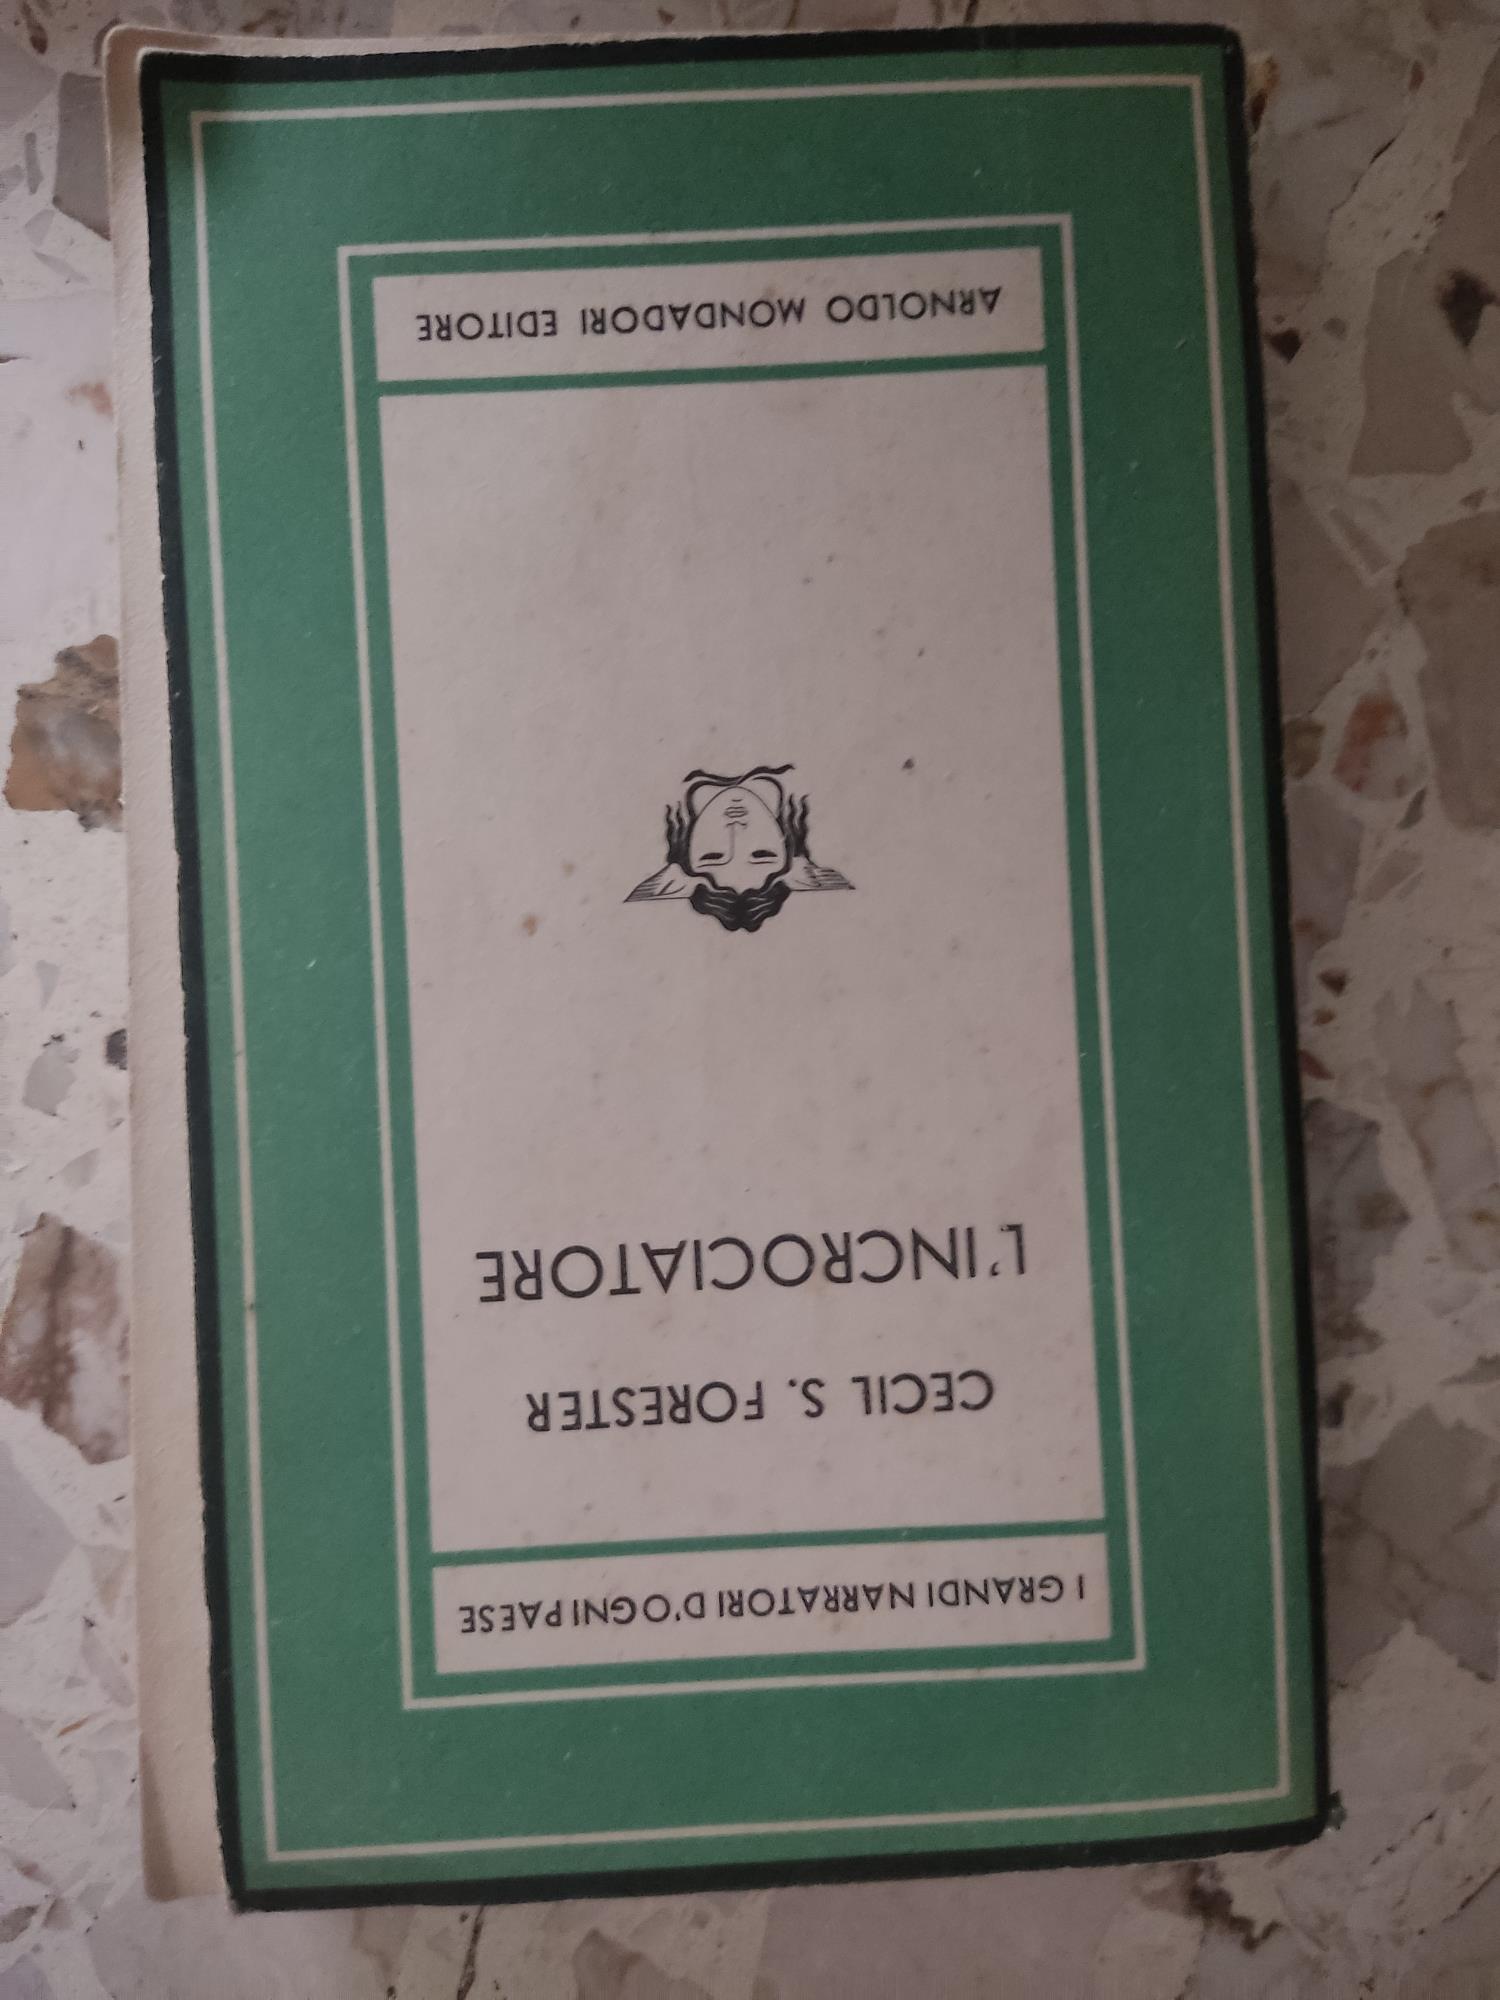 I GRANDI NARRATORI D'OGNI PAESE
CECIL S. FORESTER
L'INCROCIATORE
ARNOLDO MONDADORI EDITORE